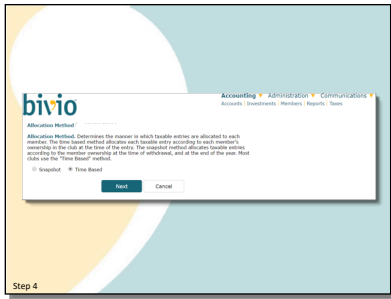 bivio
Accounting Administration Communications
Accounts | Investments | Members | Reports | Taxes
Allocation Method
Allocation Method. Determines the manner in which taxable entries are allocated to each
member. The time based method allocates each taxable entry according to each member's
ownership in the club at the time of the entry. The snapshot method allocates taxable entries
according to the member ownership at the time of withdrawal, and at the end of the year. Most
clubs use the "Time Based" method.
Snapshot Time Based
Next Cancel
Step 4